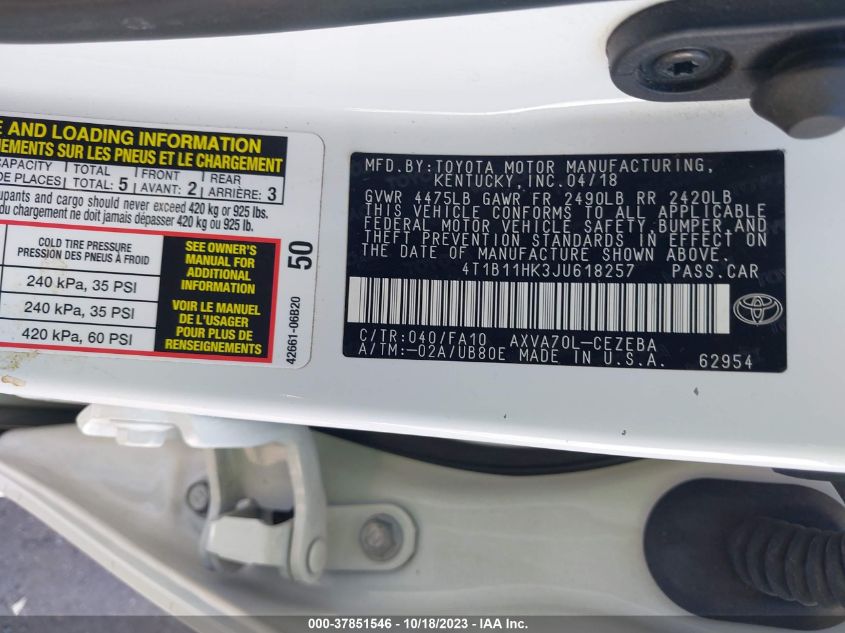 E AND LOADING INFORMATION
NEMENTS SUR LES PNEUS ET LE CHARGEMENT
CAPACITY TOTAL FRONT REAR
DE PLACES TOTAL: 5 AVANT: 2 ARRIÈRE: 3
upants and cargo should never exceed 420 kg or 925 lbs.
du chargement ne doit jamais dépasser 420 kg ou 925 lb.
COLD TIRE PRESSURE
PRESSION DES PNEUS À FROID
240 kPa, 35 PSI
240 kPa, 35 PSI
420 kPa, 60 PSI
SEE OWNER'S
MANUAL FOR
ADDITIONAL
INFORMATION
VOIR LE MANUEL
DE L'USAGER
POUR PLUS DE
RENSEIGNEMENTS
50
42661-06B20
MFD.BY:TOYOTA MOTOR MANUFACTURING,
KENTUCKY, INC. 04/18
GVWR 4475LB GAWR FR 2490LB RR 2420LB
THIS VEHICLE CONFORMS TO ALL APPLICABLE
FEDERAL MOTOR VEHICLE SAFETY,BUMPER,AND
THEFT PREVENTION STANDARDS IN EFFECT ON
THE DATE OF MANUFACTURE SHOWN ABOVE.
4T1B11HK3JU618257 PASS.CAR
C/TR:040/FA10 AXVA70L-CEZEBA
A/TM:-02A/UB80E MADE IN U.S.A. 62954
000-37851546 - 10/18/2023 - IAA Inc.